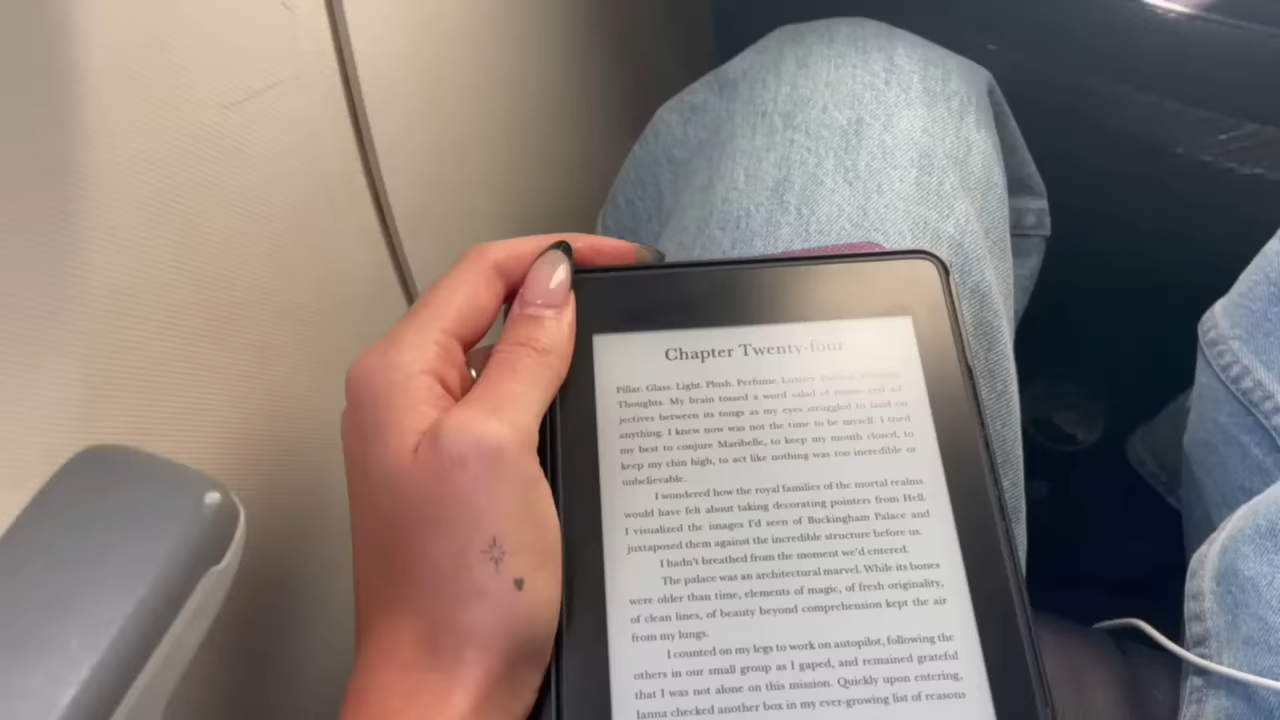 Chapter Twenty-four
Pillar. Glass. Light. Plush. Perfume. Luxury.
Thoughts. My brain tossed a word salad of nouns and ad-
jectives between its tongs as my eyes struggled to land on
anything. I knew now was not the time to be myself. I tried
my best to conjure Maribelle, to keep my mouth closed, to
keep my chin high, to act like nothing was too incredible or
unbelievable.
I wondered how the royal families of the mortal realms
would have felt about taking decorating pointers from Hell.
I visualized the images I'd seen of Buckingham Palace and
juxtaposed them against the incredible structure before us.
I hadn't breathed from the moment we'd entered.
The palace was an architectural marvel. While its bones
were older than time, elements of magic, of fresh originality,
of clean lines, of beauty beyond comprehension kept the air
from my lungs.
I counted on my legs to work on autopilot, following the
others in our small group as I gaped, and remained grateful
that I was not alone on this mission. Quickly upon entering,
Ianna checked another box in my ever-growing list of reasons